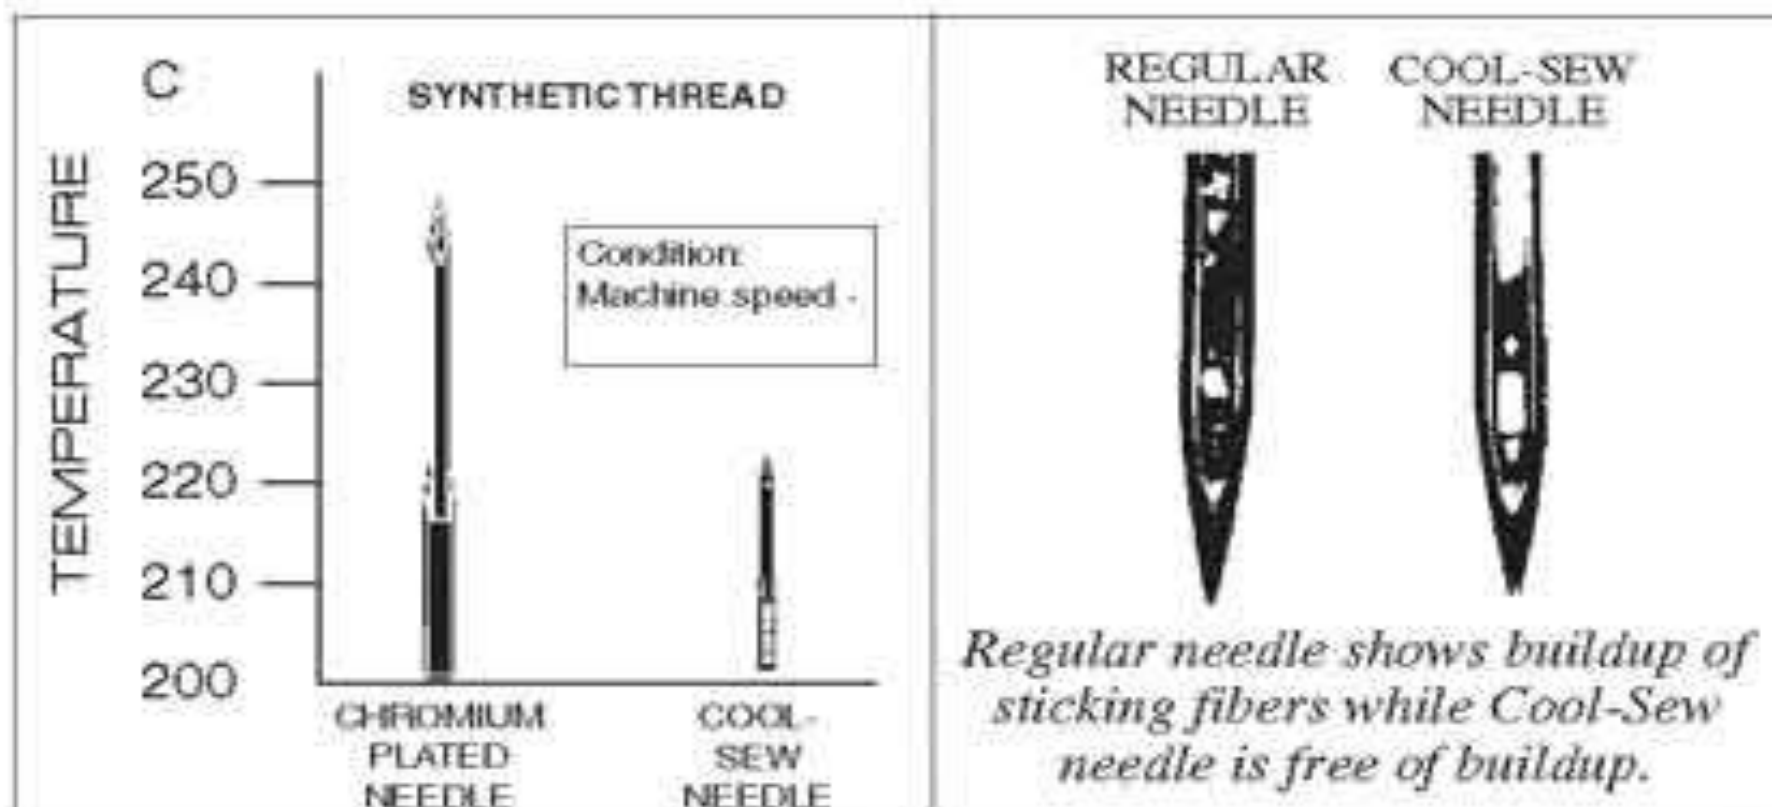 C
SYNTHETIC THREAD
TEMPERATURE
250
240
230
220
210
200
Condition:
Machine speed -
CHROMIUM
PLATED
NEEDLE
COOL-
SEW
NEEDLE
REGULAR
NEEDLE
COOL-SEW
NEEDLE
Regular needle shows buildup of
sticking fibers while Cool-Sew
needle is free of buildup.